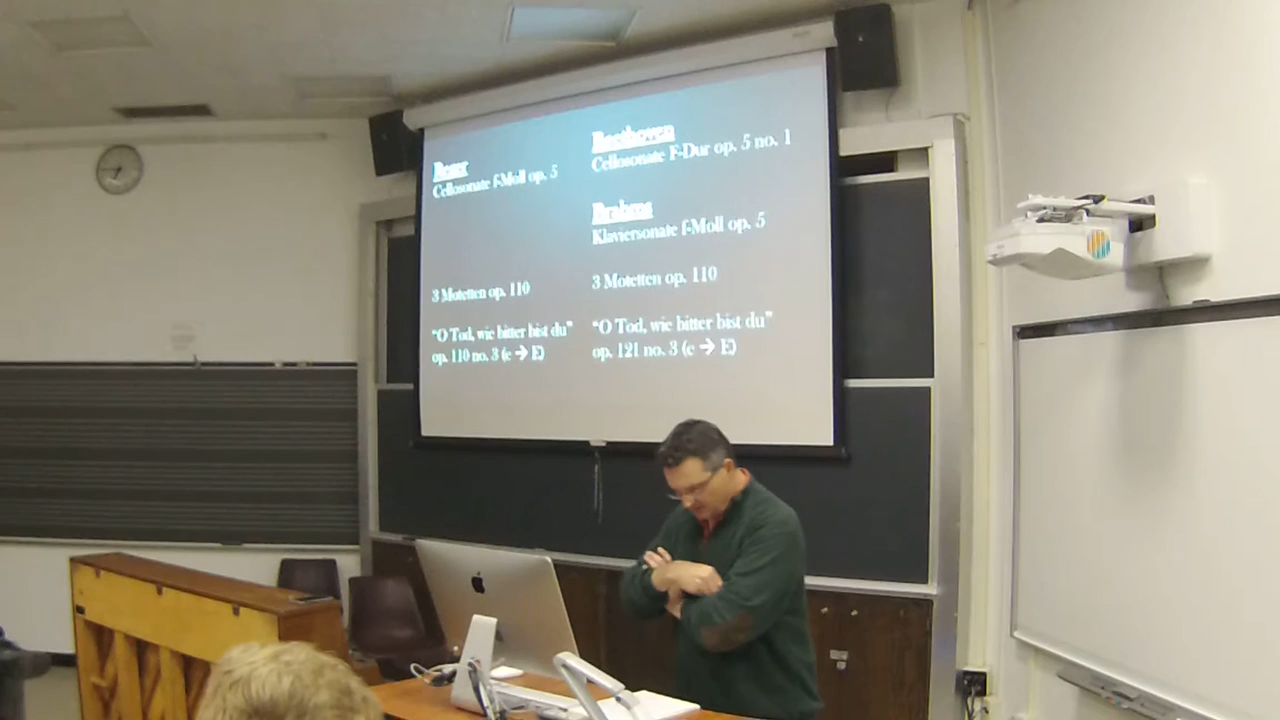 Reger
Cellosonate f-Moll op. 5
3 Motetten op. 110
"O Tod, wie bitter bist du"
op. 110 no. 3 (e → E)
Beethoven
Cellosonate F-Dur op. 5 no. 1
Brahms
Klaviersonate f-Moll op. 5
3 Motetten op. 110
"O Tod, wie bitter bist du"
op. 121 no. 3 (e → E)